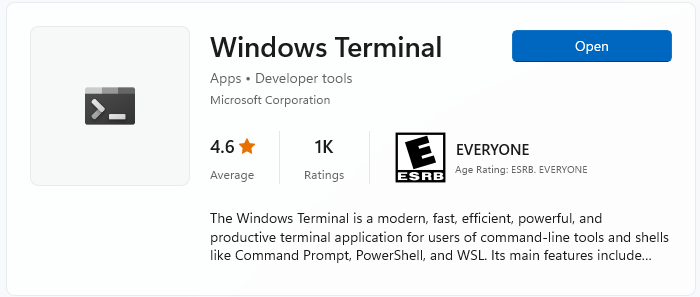 Windows Terminal
Open
Apps • Developer tools
Microsoft Corporation
4.6
1K
E
EVERYONE
ESRB
Age Rating: ESRB. EVERYONE
Average
Ratings
The Windows Terminal is a modern, fast, efficient, powerful, and
productive terminal application for users of command-line tools and shells
like Command Prompt, PowerShell, and WSL. Its main features include...